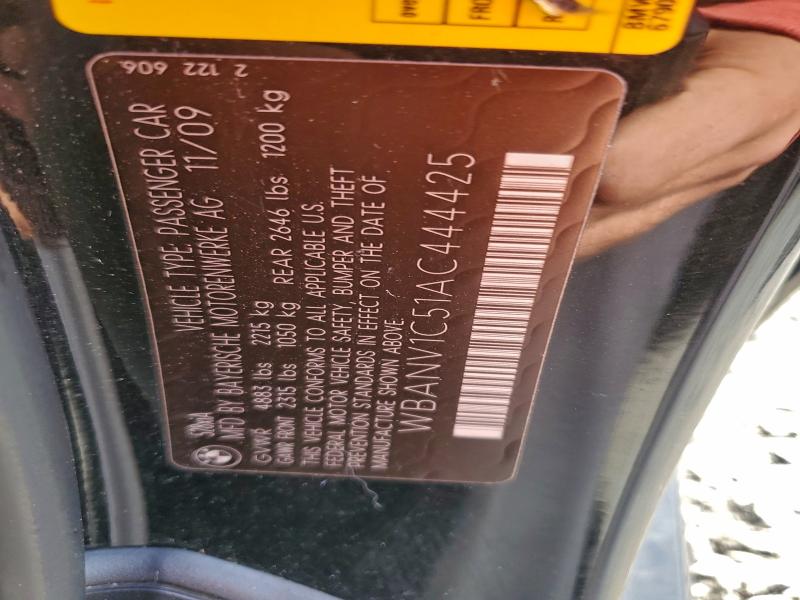 VEHICLE TYPE: PASSENGER CAR
MFD BY BAYERISCHE MOTORENWERKE AG 11/09
GVWR 4883 lbs 2215 kg
GAWR FRONT 2315 lbs 1050 kg REAR 2646 lbs 1200 kg
THIS VEHICLE CONFORMS TO ALL APPLICABLE U.S.
FEDERAL MOTOR VEHICLE SAFETY, BUMPER AND THEFT
PREVENTION STANDARDS IN EFFECT ON THE DATE OF
MANUFACTURE SHOWN ABOVE.
WBANV1C51AC444425
2 122 606
BMW